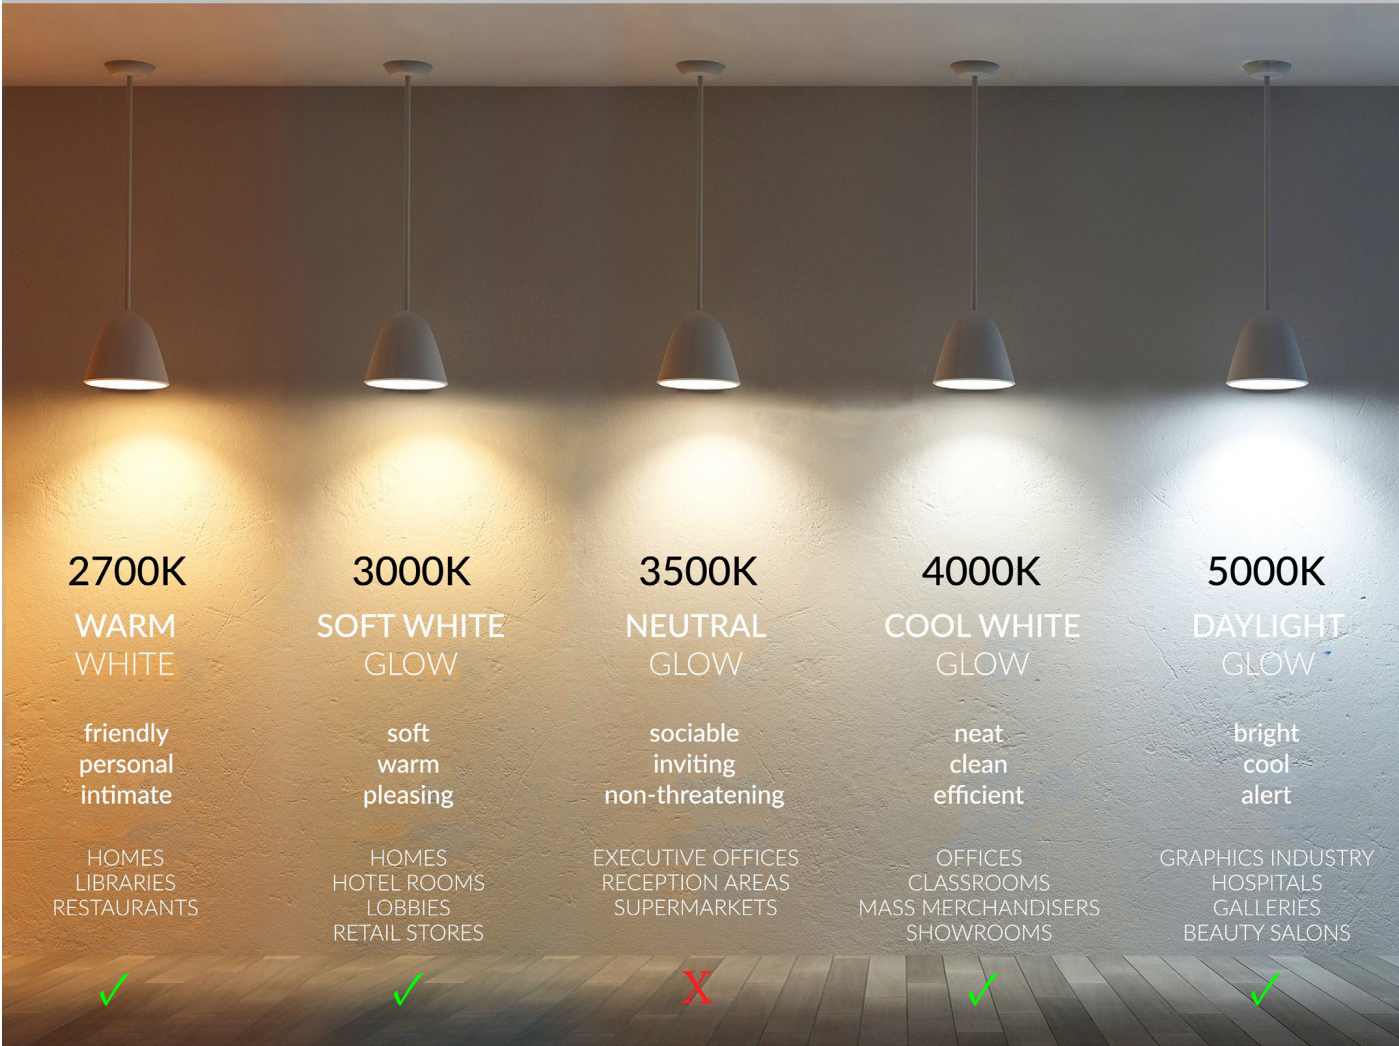 2700K
WARM
WHITE
friendly
personal
intimate
HOMES
LIBRARIES
RESTAURANTS
✓
3000K
SOFT WHITE
GLOW
soft
warm
pleasing
HOMES
HOTEL ROOMS
LOBBIES
RETAIL STORES
✓
3500K
NEUTRAL
GLOW
sociable
inviting
non-threatening
EXECUTIVE OFFICES
RECEPTION AREAS
SUPERMARKETS
X
4000K
COOL WHITE
GLOW
neat
clean
efficient
OFFICES
CLASSROOMS
MASS MERCHANDISERS
SHOWROOMS
✓
5000K
DAYLIGHT
GLOW
bright
cool
alert
GRAPHICS INDUSTRY
HOSPITALS
GALLERIES
BEAUTY SALONS
✓